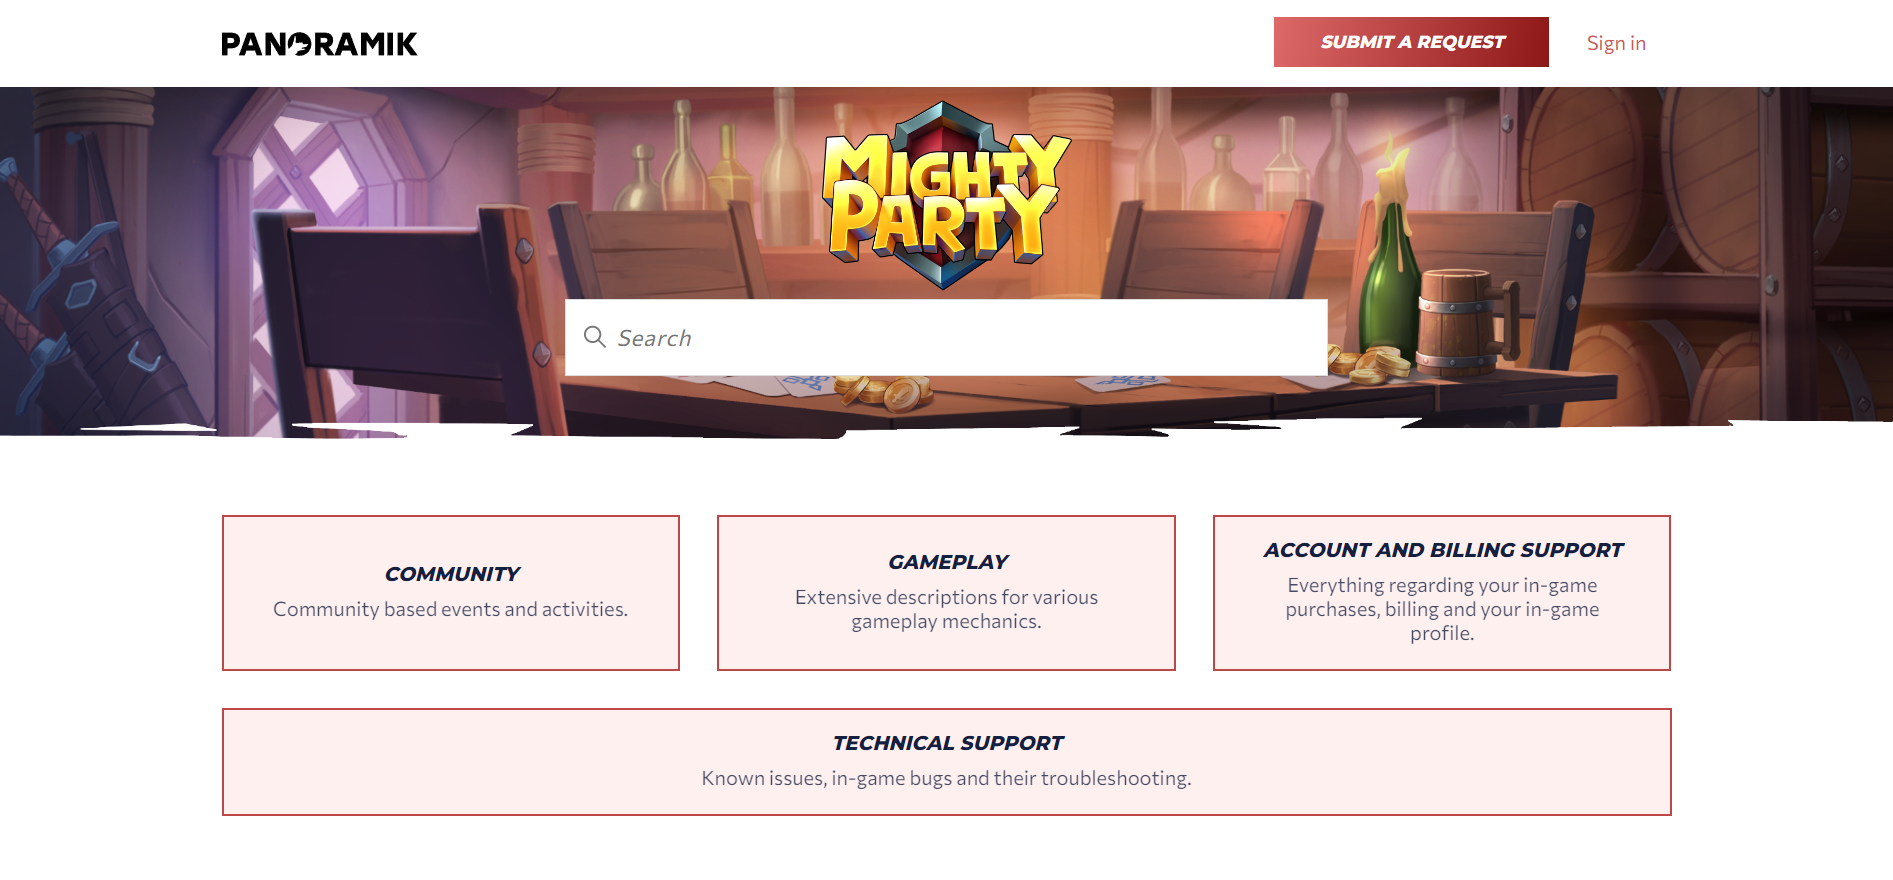 PANORAMIK
SUBMIT A REQUEST
Sign in
MIGHTY
PARTY
Search
COMMUNITY
Community based events and activities.
GAMEPLAY
Extensive descriptions for various
gameplay mechanics.
ACCOUNT AND BILLING SUPPORT
Everything regarding your in-game
purchases, billing and your in-game
profile.
TECHNICAL SUPPORT
Known issues, in-game bugs and their troubleshooting.